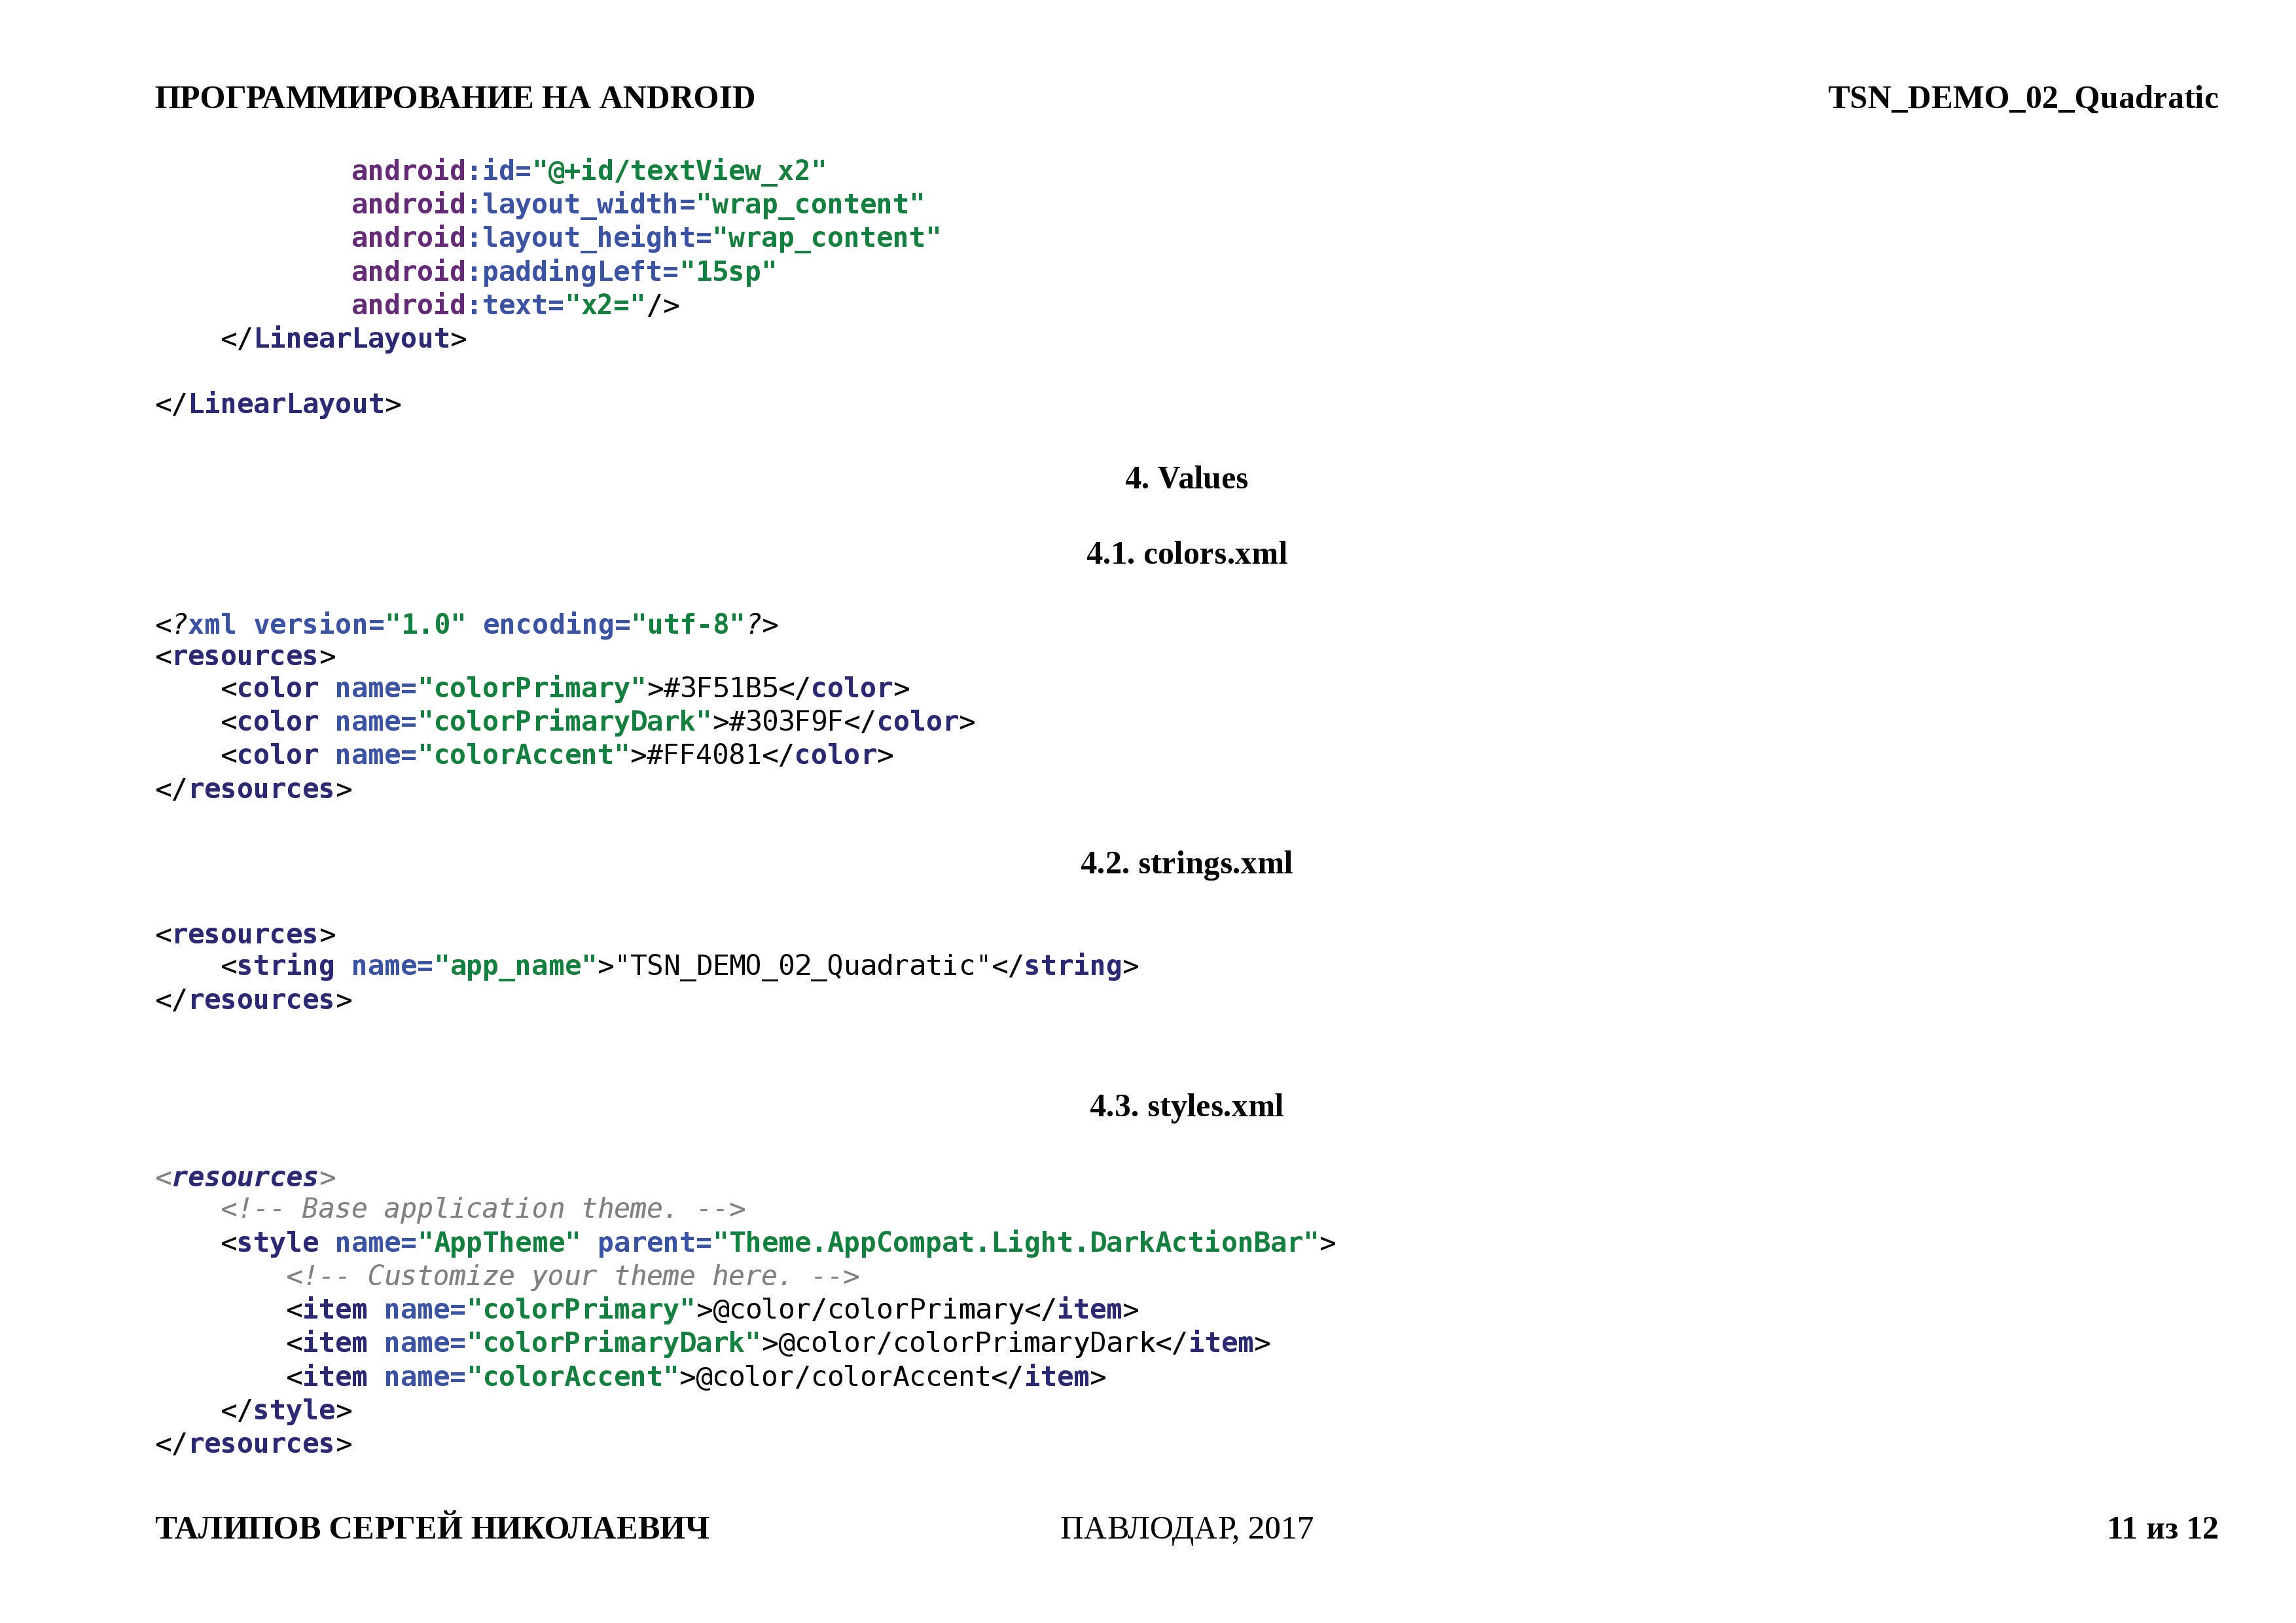 ПРОГРАММИРОВАНИЕ НА ANDROID TSN_DEMO_02_Quadratic
            android:id="@+id/textView_x2"
            android:layout_width="wrap_content"
            android:layout_height="wrap_content"
            android:paddingLeft="15sp"
            android:text="x2="/>
    </LinearLayout>
</LinearLayout>
4. Values
4.1. colors.xml
<?xml version="1.0" encoding="utf-8"?>
<resources>
    <color name="colorPrimary">#3F51B5</color>
    <color name="colorPrimaryDark">#303F9F</color>
    <color name="colorAccent">#FF4081</color>
</resources>
4.2. strings.xml
<resources>
    <string name="app_name">"TSN_DEMO_02_Quadratic"</string>
</resources>
4.3. styles.xml
<resources>
    <!-- Base application theme. -->
    <style name="AppTheme" parent="Theme.AppCompat.Light.DarkActionBar">
        <!-- Customize your theme here. -->
        <item name="colorPrimary">@color/colorPrimary</item>
        <item name="colorPrimaryDark">@color/colorPrimaryDark</item>
        <item name="colorAccent">@color/colorAccent</item>
    </style>
</resources>
ТАЛИПОВ СЕРГЕЙ НИКОЛАЕВИЧ ПАВЛОДАР, 2017 11 из 12